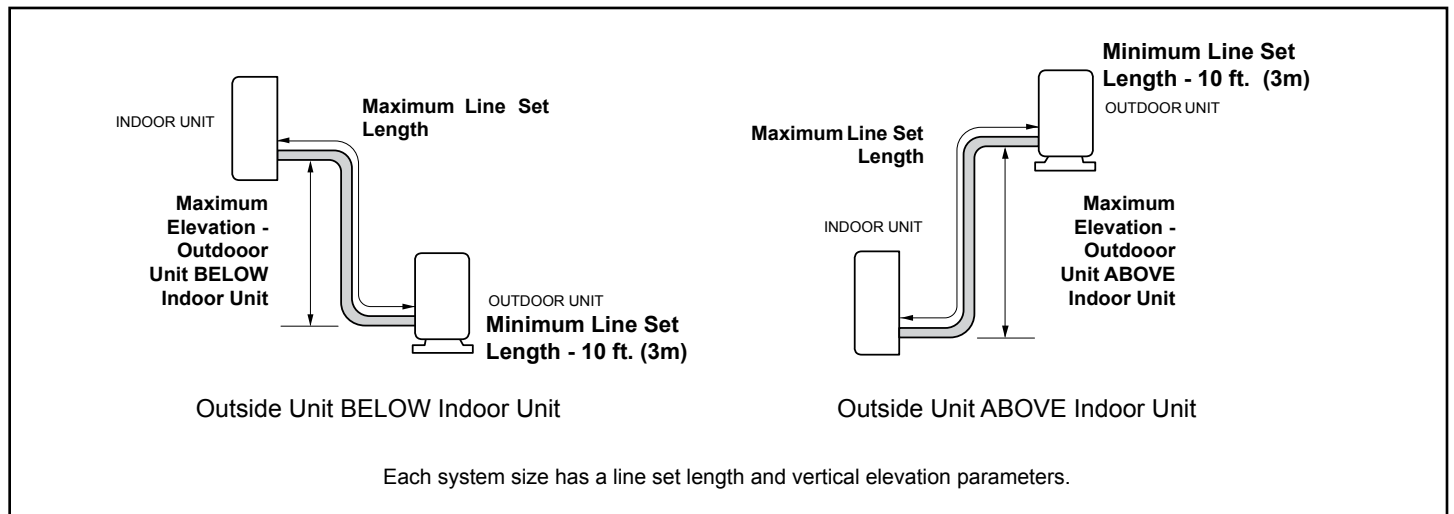 INDOOR UNIT
Maximum Line Set
Length
Maximum
Elevation -
Outdooor
Unit BELOW
Indoor Unit
OUTDOOR UNIT
Minimum Line Set
Length - 10 ft. (3m)
Outside Unit BELOW Indoor Unit
Minimum Line Set
Length - 10 ft. (3m)
OUTDOOR UNIT
Maximum Line Set
Length
INDOOR UNIT
Maximum
Elevation -
Outdooor
Unit ABOVE
Indoor Unit
Outside Unit ABOVE Indoor Unit
Each system size has a line set length and vertical elevation parameters.